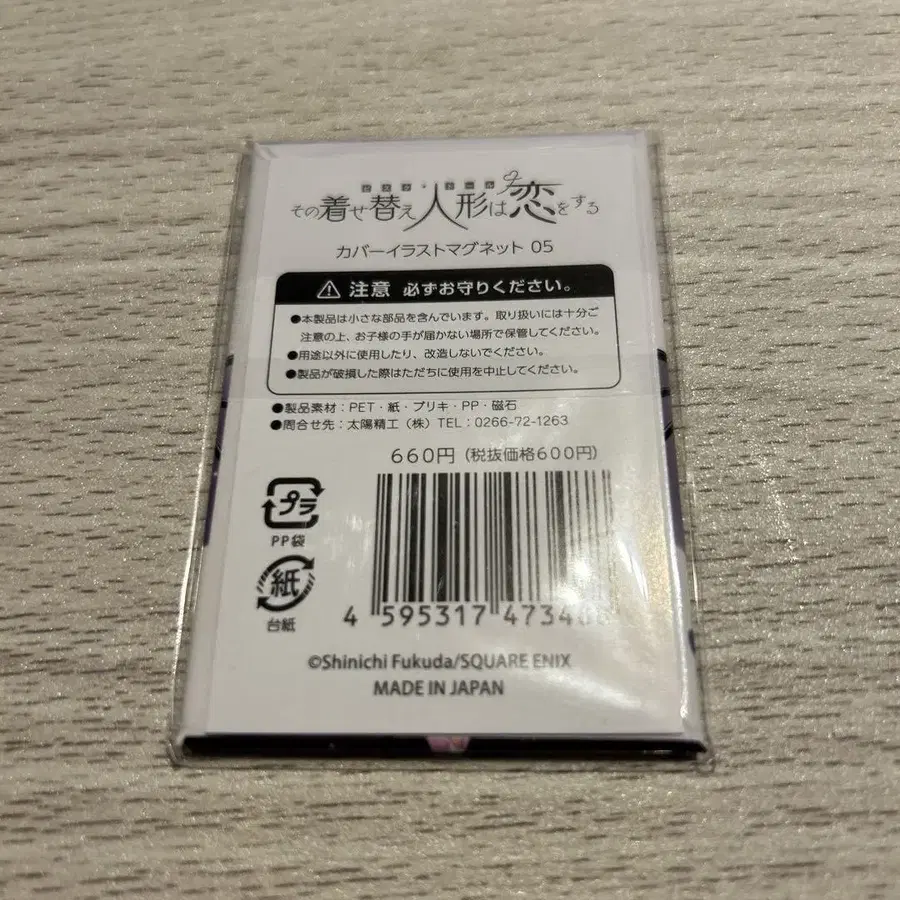 ビスク・ドール
その着せ替え人形は恋をする
カバーイラストマグネット 05
注意 必ずお守りください。
●本製品は小さな部品を含んでいます。取り扱いには十分ご
注意の上、お子様の手が届かない場所で保管してください。
●用途以外に使用したり、改造しないでください。
●製品が破損した際はただちに使用を中止してください。
●製品素材：PET・紙・ブリキ・PP・磁石
●問合せ先：太陽精工（株）TEL：0266-72-1263
660円（税抜価格600円）
プラ
PP袋
紙
台紙
4 595317
©Shinichi Fukuda/SQUARE ENIX
MADE IN JAPAN